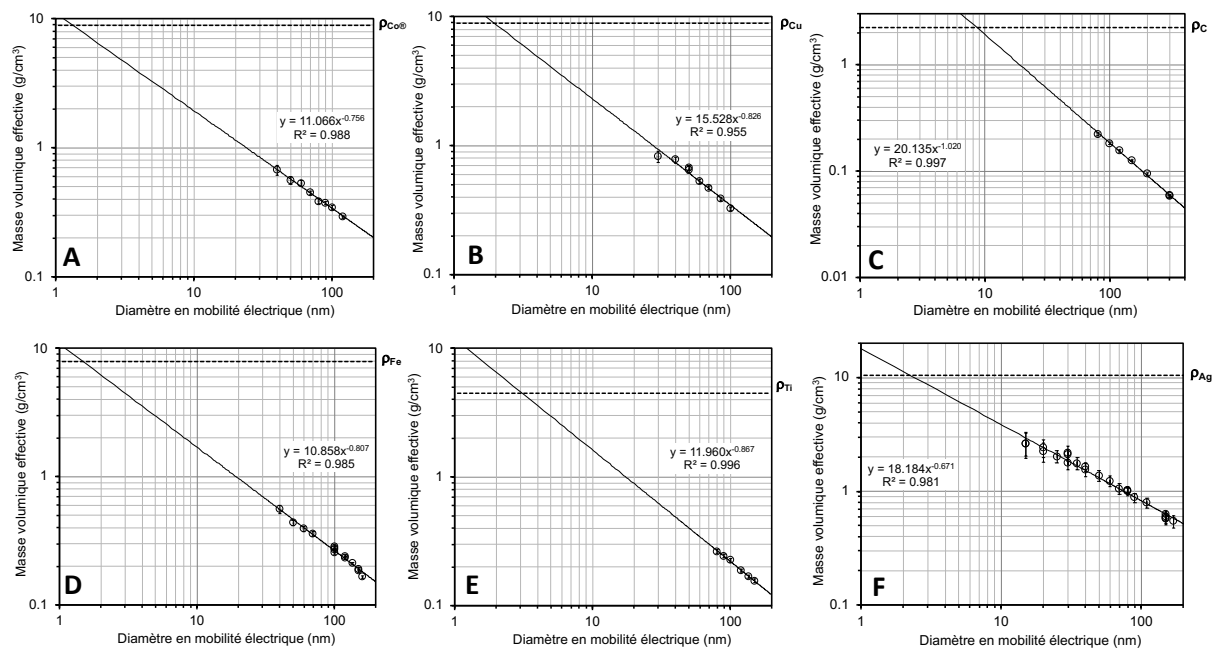 Masse volumique effective (g/cm³)
10
1
0.1
ρCo®
y = 11.066x^-0.756
R² = 0.988
A
1 10 100
Diamètre en mobilité électrique (nm)
Masse volumique effective (g/cm³)
10
1
0.1
ρCu
y = 15.528x^-0.826
R² = 0.955
B
1 10 100
Diamètre en mobilité électrique (nm)
Masse volumique effective (g/cm³)
1
0.1
0.01
ρC
y = 20.135x^-1.020
R² = 0.997
C
1 10 100
Diamètre en mobilité électrique (nm)
Masse volumique effective (g/cm³)
10
1
0.1
ρFe
y = 10.858x^-0.807
R² = 0.985
D
1 10 100
Diamètre en mobilité électrique (nm)
Masse volumique effective (g/cm³)
10
1
0.1
ρTi
y = 11.960x^-0.867
R² = 0.996
E
1 10 100
Diamètre en mobilité électrique (nm)
Masse volumique effective (g/cm³)
10
1
0.1
ρAg
y = 18.184x^-0.671
R² = 0.981
F
1 10 100
Diamètre en mobilité électrique (nm)